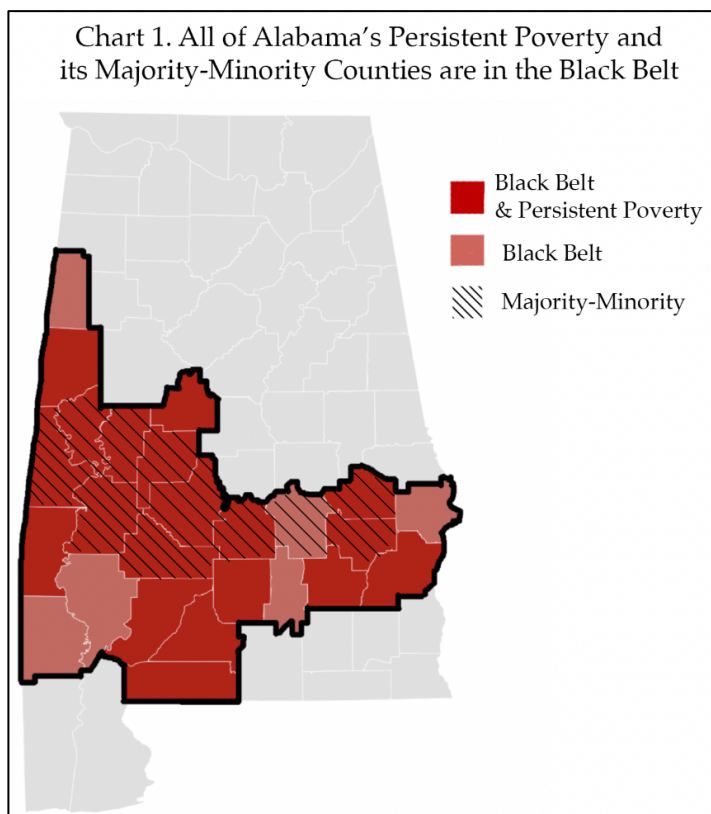 Chart 1. All of Alabama's Persistent Poverty and
its Majority-Minority Counties are in the Black Belt
Black Belt
& Persistent Poverty
Black Belt
Majority-Minority